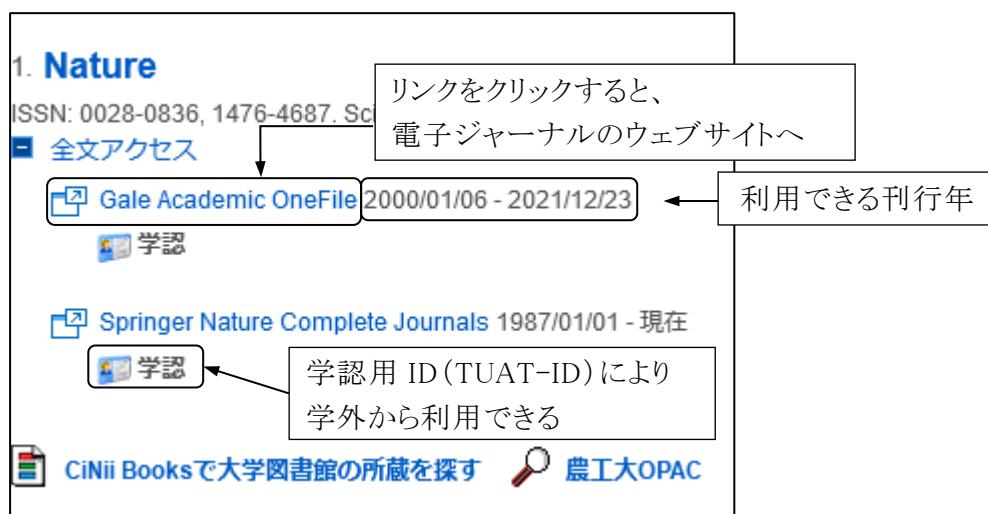 1. Nature
リンクをクリックすると、
電子ジャーナルのウェブサイトへ
ISSN: 0028-0836, 1476-4687. Sci
全文アクセス
Gale Academic OneFile 2000/01/06 - 2021/12/23
利用できる刊行年
学認
Springer Nature Complete Journals 1987/01/01 - 現在
学認
学認用 ID(TUAT-ID)により
学外から利用できる
CiNii Booksで大学図書館の所蔵を探す 農工大OPAC